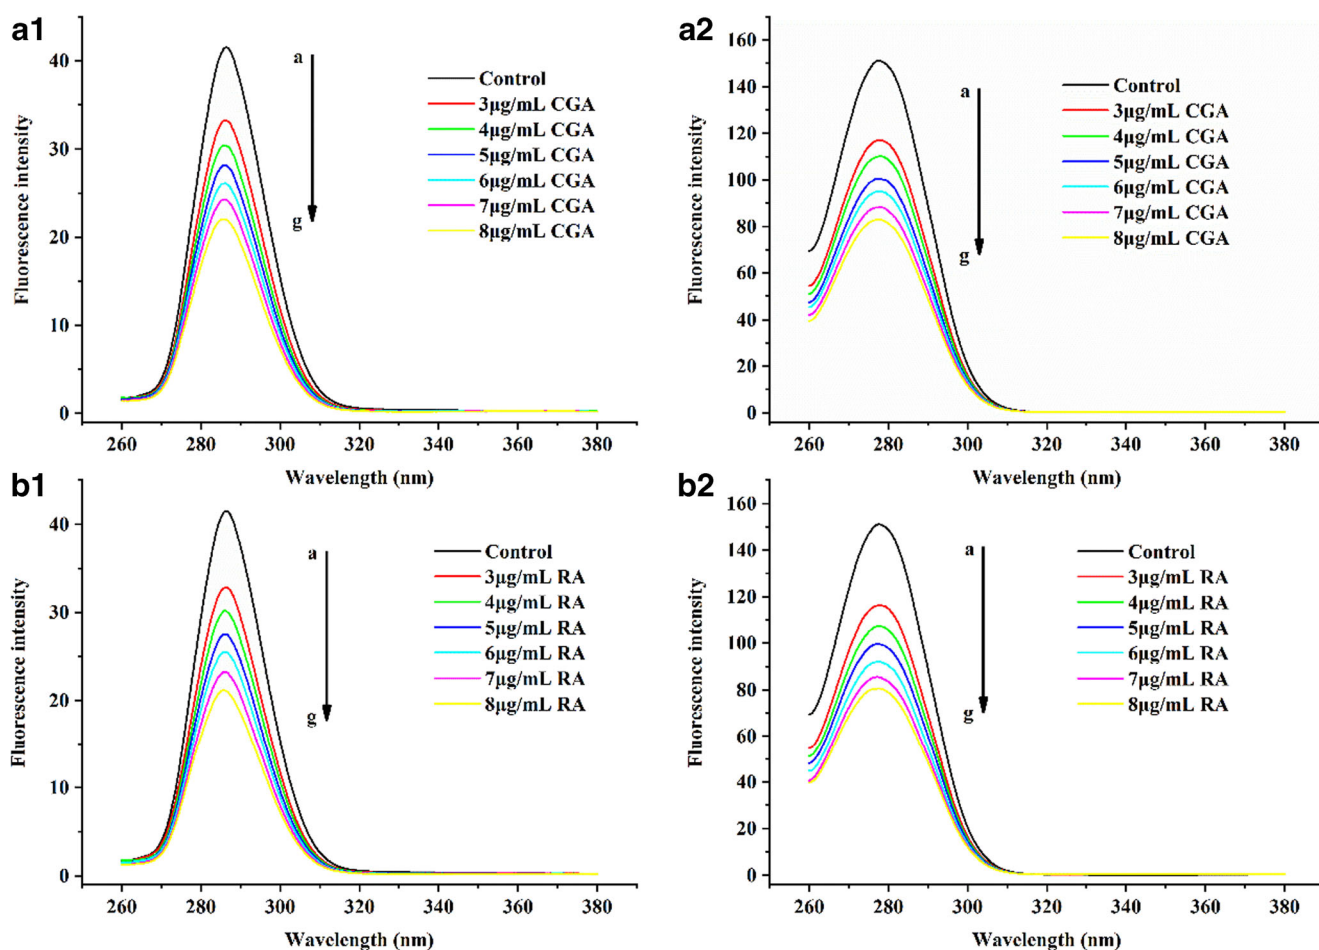 a1
40
30
20
10
0
Fluorescence intensity
a
g
Control
3μg/mL CGA
4μg/mL CGA
5μg/mL CGA
6μg/mL CGA
7μg/mL CGA
8μg/mL CGA
260 280 300 320 340 360 380
Wavelength (nm)
a2
160
140
120
100
80
60
40
20
0
Fluorescence intensity
a
g
Control
3μg/mL CGA
4μg/mL CGA
5μg/mL CGA
6μg/mL CGA
7μg/mL CGA
8μg/mL CGA
260 280 300 320 340 360 380
Wavelength (nm)
b1
40
30
20
10
0
Fluorescence intensity
a
g
Control
3μg/mL RA
4μg/mL RA
5μg/mL RA
6μg/mL RA
7μg/mL RA
8μg/mL RA
260 280 300 320 340 360 380
Wavelength (nm)
b2
160
140
120
100
80
60
40
20
0
Fluorescence intensity
a
g
Control
3μg/mL RA
4μg/mL RA
5μg/mL RA
6μg/mL RA
7μg/mL RA
8μg/mL RA
260 280 300 320 340 360 380
Wavelength (nm)